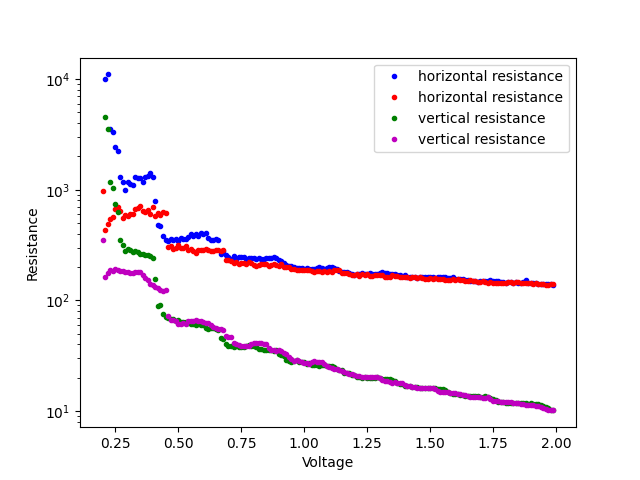 horizontal resistance
horizontal resistance
vertical resistance
vertical resistance
10⁴
10³
10²
10¹
Resistance
0.25 0.50 0.75 1.00 1.25 1.50 1.75 2.00
Voltage